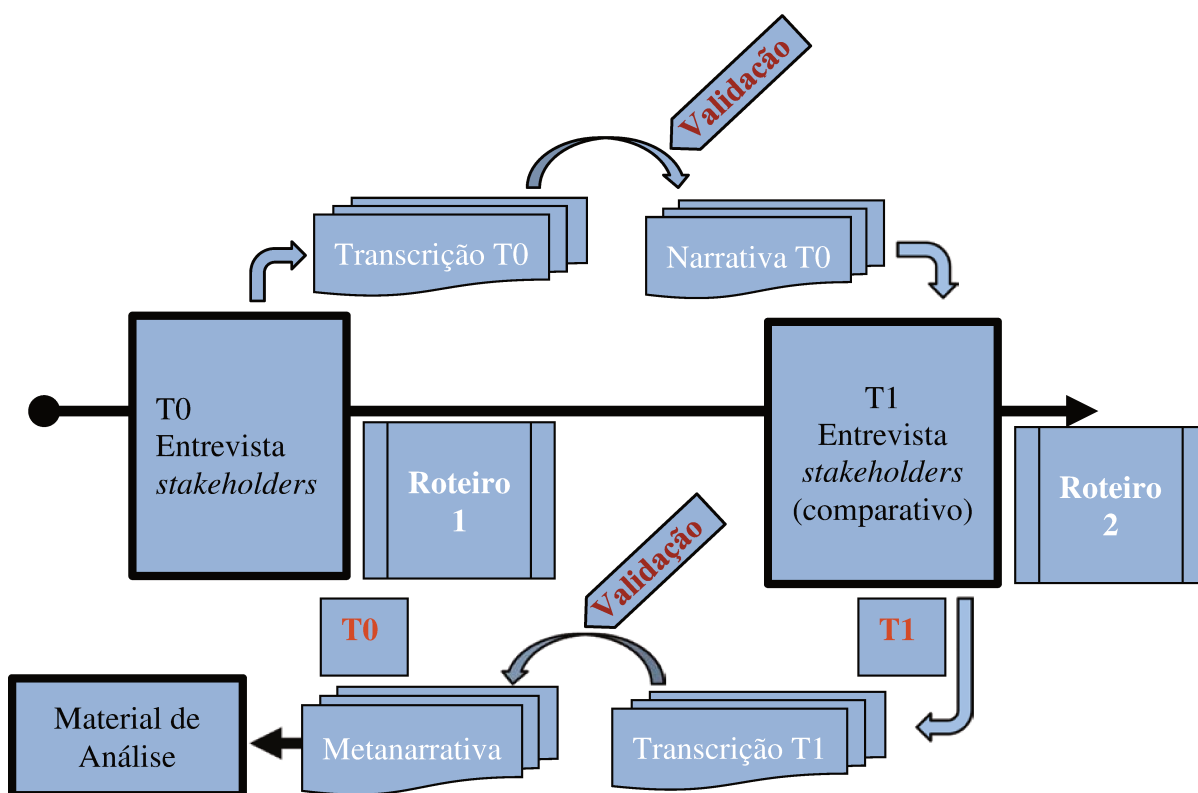 Validação
Transcrição T0
Narrativa T0
T0
Entrevista
stakeholders
Roteiro
1
T1
Entrevista
stakeholders
(comparativo)
Roteiro
2
Validação
T0
T1
Material de
Análise
Metanarrativa
Transcrição T1